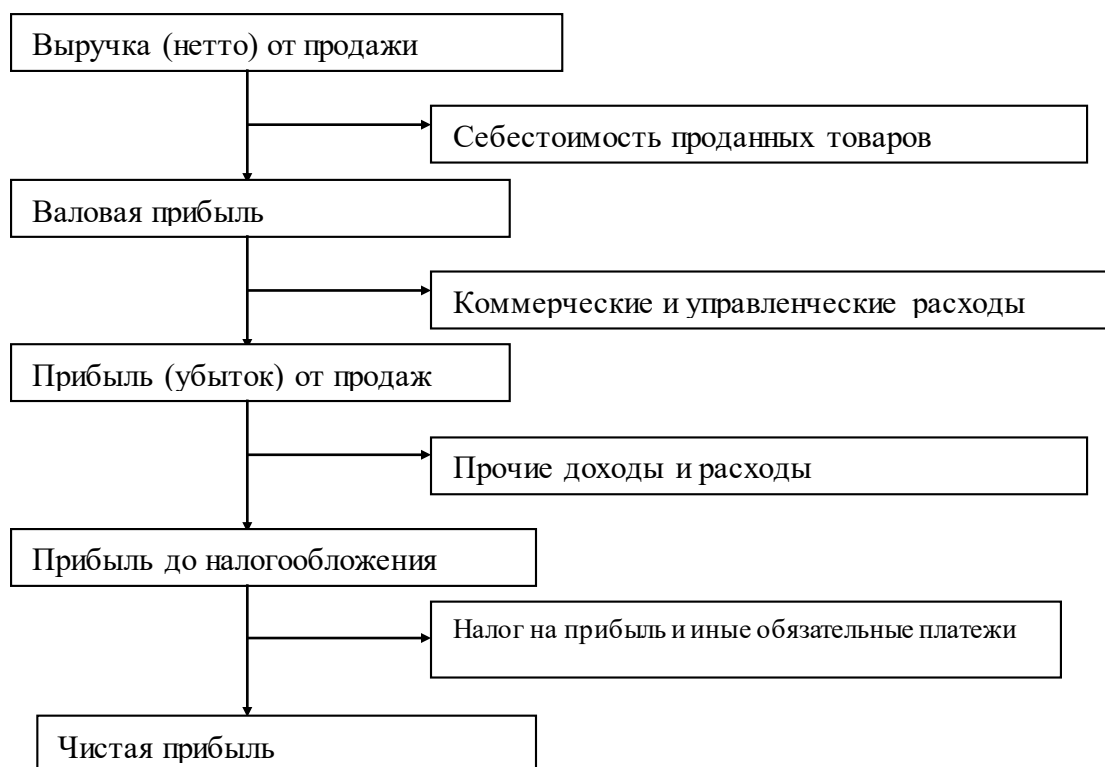 Выручка (нетто) от продажи
Себестоимость проданных товаров
Валовая прибыль
Коммерческие и управленческие расходы
Прибыль (убыток) от продаж
Прочие доходы и расходы
Прибыль до налогообложения
Налог на прибыль и иные обязательные платежи
Чистая прибыль